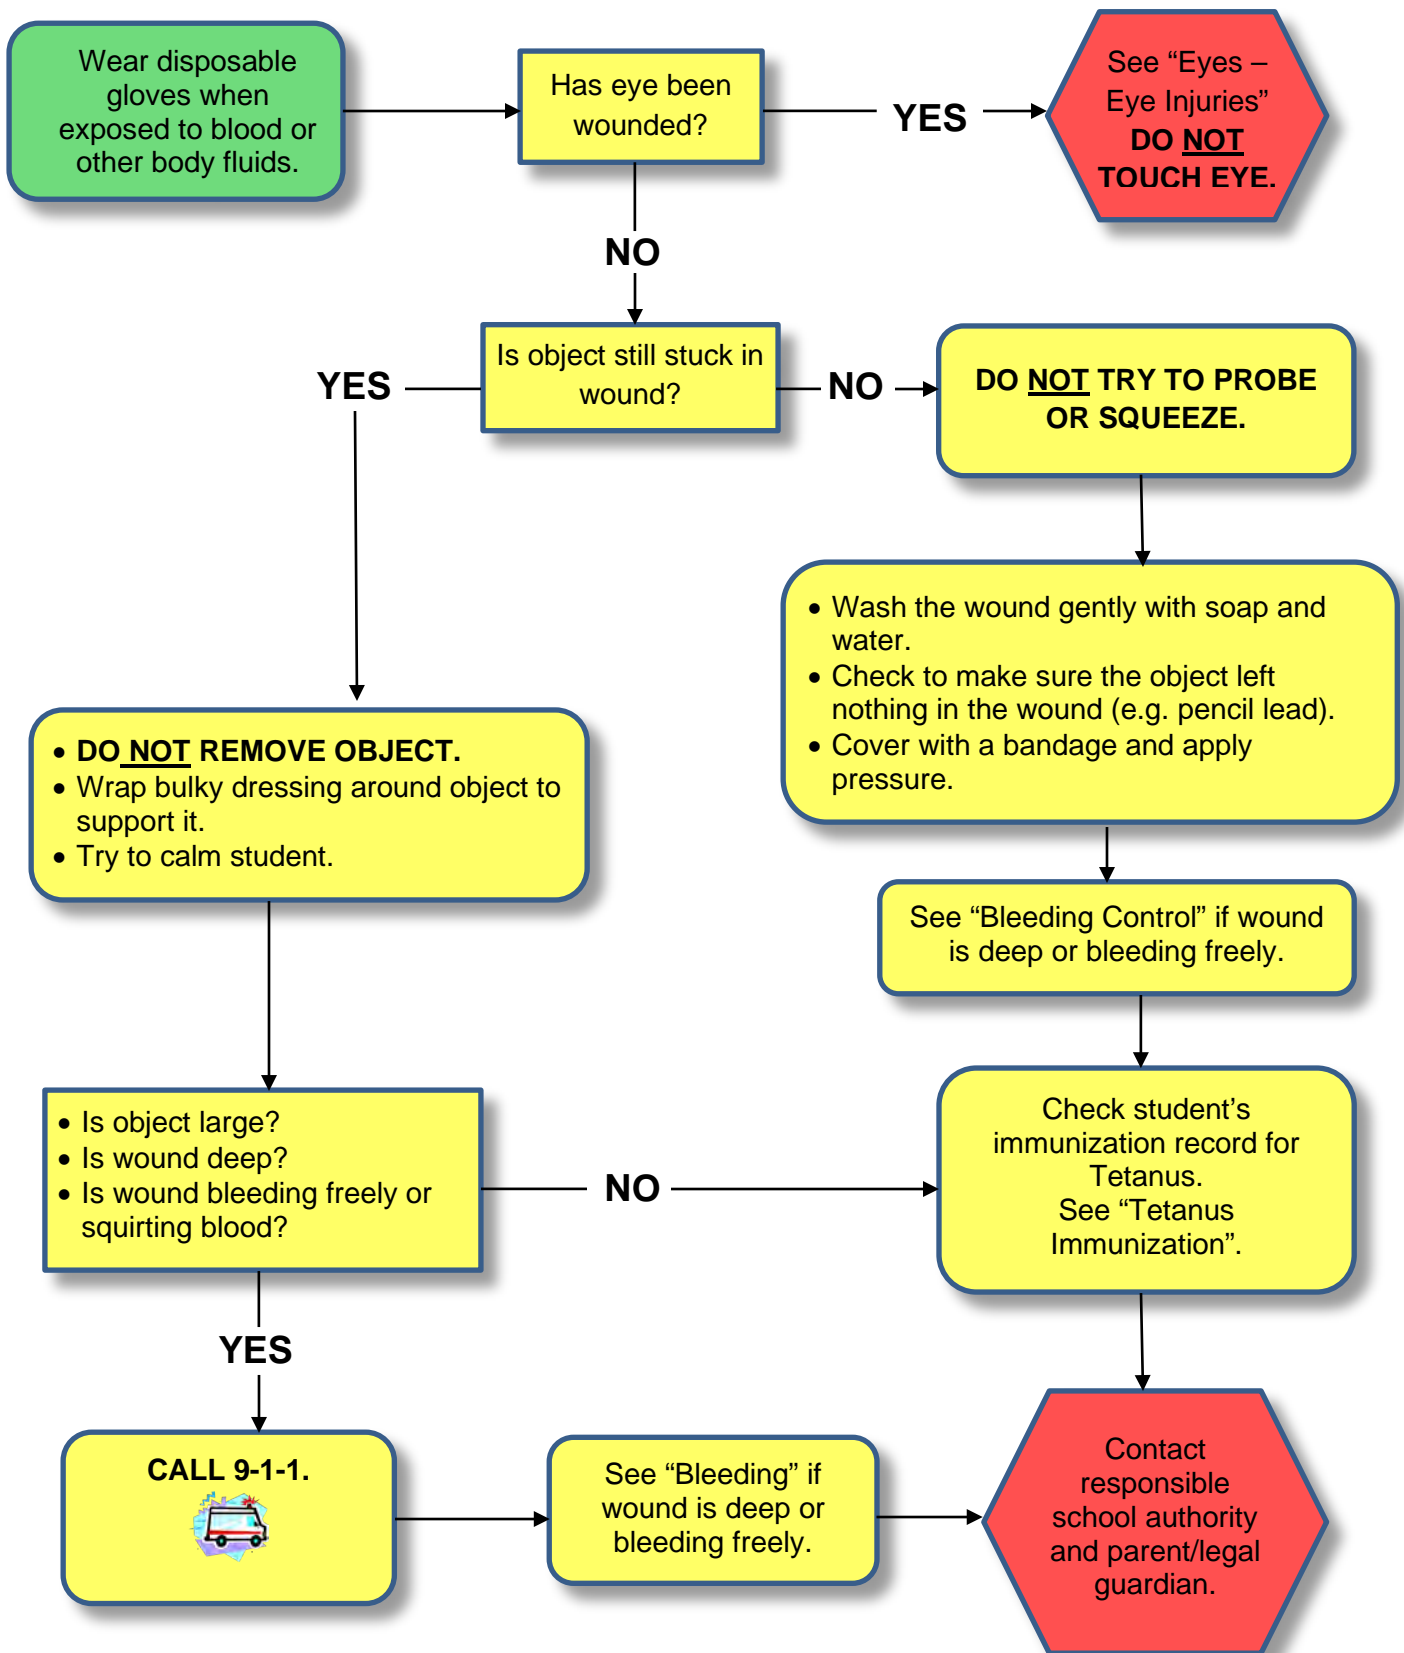 Wear disposable
gloves when
exposed to blood or
other body fluids.
Has eye been
wounded?
YES
See “Eyes –
Eye Injuries”
DO NOT
TOUCH EYE.
NO
Is object still stuck in
wound?
YES
NO
DO NOT TRY TO PROBE
OR SQUEEZE.
• Wash the wound gently with soap and
water.
• Check to make sure the object left
nothing in the wound (e.g. pencil lead).
• Cover with a bandage and apply
pressure.
• DO NOT REMOVE OBJECT.
• Wrap bulky dressing around object to
support it.
• Try to calm student.
See “Bleeding Control” if wound
is deep or bleeding freely.
• Is object large?
• Is wound deep?
• Is wound bleeding freely or
squirting blood?
NO
Check student’s
immunization record for
Tetanus.
See “Tetanus
Immunization”.
YES
CALL 9-1-1.
See “Bleeding” if
wound is deep or
bleeding freely.
Contact
responsible
school authority
and parent/legal
guardian.